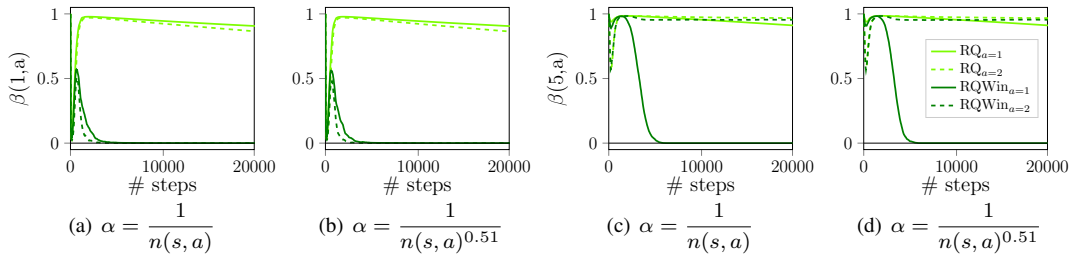 β(1,a)
1
0.5
0
0
10000
20000
# steps
(a) α = 1/n(s, a)
1
0.5
0
0
10000
20000
# steps
(b) α = 1/n(s, a)^0.51
β(5,a)
1
0.5
0
0
10000
20000
# steps
(c) α = 1/n(s, a)
1
0.5
0
0
10000
20000
# steps
RQ_a=1
RQ_a=2
RQWin_a=1
RQWin_a=2
(d) α = 1/n(s, a)^0.51